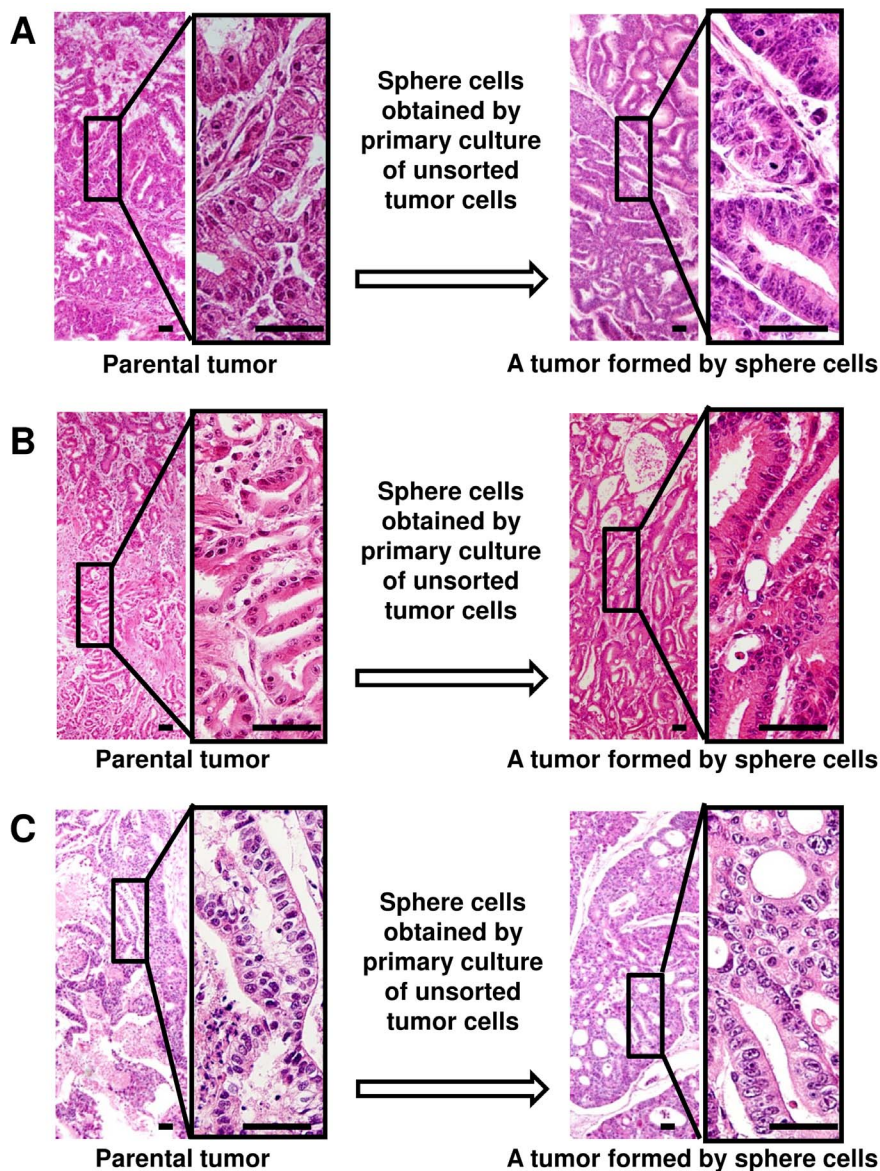 A
Sphere cells
obtained by
primary culture
of unsorted
tumor cells
Parental tumor
A tumor formed by sphere cells
B
Sphere cells
obtained by
primary culture
of unsorted
tumor cells
Parental tumor
A tumor formed by sphere cells
C
Sphere cells
obtained by
primary culture
of unsorted
tumor cells
Parental tumor
A tumor formed by sphere cells